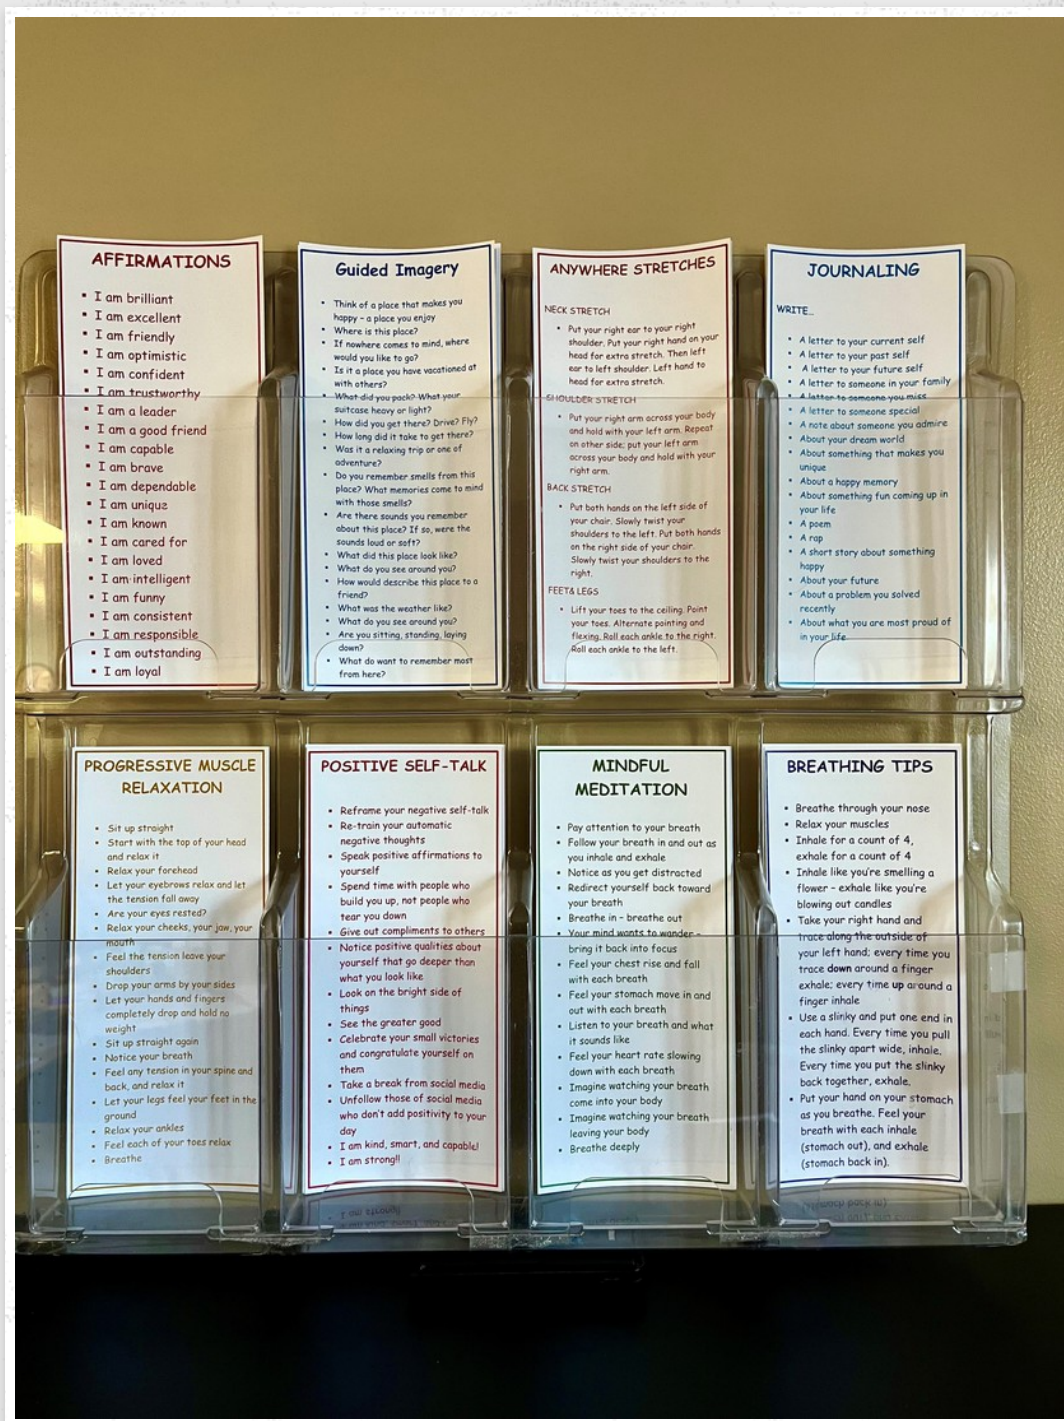 AFFIRMATIONS
I am brilliant
I am excellent
I am friendly
I am optimistic
I am confident
I am trustworthy
I am a leader
I am a good friend
I am capable
I am brave
I am dependable
I am unique
I am known
I am cared for
I am loved
I am intelligent
I am funny
I am consistent
I am responsible
I am outstanding
I am loyal
Guided Imagery
Think of a place that makes you
happy – a place you enjoy
Where is this place?
If nowhere comes to mind, where
would you like to go?
Is it a place you have vacationed at
with others?
What did you pack? What your
suitcase heavy or light?
How did you get there? Drive? Fly?
How long did it take to get there?
Was it a relaxing trip or one of
adventure?
Do you remember smells from this
place? What memories come to mind
with those smells?
Are there sounds you remember
about this place? If so, were the
sounds loud or soft?
What did this place look like?
What do you see around you?
How would describe this place to a
friend?
What was the weather like?
What do you see around you?
Are you sitting, standing, laying
down?
What do want to remember most
from here?
ANYWHERE STRETCHES
NECK STRETCH
Put your right ear to your right
shoulder. Put your right hand on your
head for extra stretch. Then left
ear to left shoulder. Left hand to
head for extra stretch.
SHOULDER STRETCH
Put your right arm across your body
and hold with your left arm. Repeat
on other side; put your left arm
across your body and hold with your
right arm.
BACK STRETCH
Put both hands on the left side of
your chair. Slowly twist your
shoulders to the left. Put both hands
on the right side of your chair.
Slowly twist your shoulders to the
right.
FEET& LEGS
Lift your toes to the ceiling. Point
your toes. Alternate pointing and
flexing. Roll each ankle to the right.
Roll each ankle to the left.
JOURNALING
WRITE...
A letter to your current self
A letter to your past self
A letter to your future self
A letter to someone in your family
A letter to someone you miss
A letter to someone special
A note about someone you admire
About your dream world
About something that makes you
unique
About a happy memory
About something fun coming up in
your life
A poem
A rap
A short story about something
happy
About your future
About a problem you solved
recently
About what you are most proud of
in your life
PROGRESSIVE MUSCLE
RELAXATION
Sit up straight
Start with the top of your head
and relax it
Relax your forehead
Let your eyebrows relax and let
the tension fall away
Are your eyes rested?
Relax your cheeks, your jaw, your
mouth
Feel the tension leave your
shoulders
Drop your arms by your sides
Let your hands and fingers
completely drop and hold no
weight
Sit up straight again
Notice your breath
Feel any tension in your spine and
back, and relax it
Let your legs feel your feet in the
ground
Relax your ankles
Feel each of your toes relax
Breathe
POSITIVE SELF-TALK
Reframe your negative self-talk
Re-train your automatic
negative thoughts
Speak positive affirmations to
yourself
Spend time with people who
build you up, not people who
tear you down
Give out compliments to others
Notice positive qualities about
yourself that go deeper than
what you look like
Look on the bright side of
things
See the greater good
Celebrate your small victories
and congratulate yourself on
them
Take a break from social media
Unfollow those of social media
who don't add positivity to your
day
I am kind, smart, and capable!
I am strong!!
MINDFUL
MEDITATION
Pay attention to your breath
Follow your breath in and out as
you inhale and exhale
Notice as you get distracted
Redirect yourself back toward
your breath
Breathe in – breathe out
Your mind wants to wander –
bring it back into focus
Feel your chest rise and fall
with each breath
Feel your stomach move in and
out with each breath
Listen to your breath and what
it sounds like
Feel your heart rate slowing
down with each breath
Imagine watching your breath
come into your body
Imagine watching your breath
leaving your body
Breathe deeply
BREATHING TIPS
Breathe through your nose
Relax your muscles
Inhale for a count of 4,
exhale for a count of 4
Inhale like you're smelling a
flower – exhale like you're
blowing out candles
Take your right hand and
trace along the outside of
your left hand; every time you
trace down around a finger
exhale; every time up around a
finger inhale
Use a slinky and put one end in
each hand. Every time you pull
the slinky apart wide, inhale.
Every time you put the slinky
back together, exhale.
Put your hand on your stomach
as you breathe. Feel your
breath with each inhale
(stomach out), and exhale
(stomach back in).